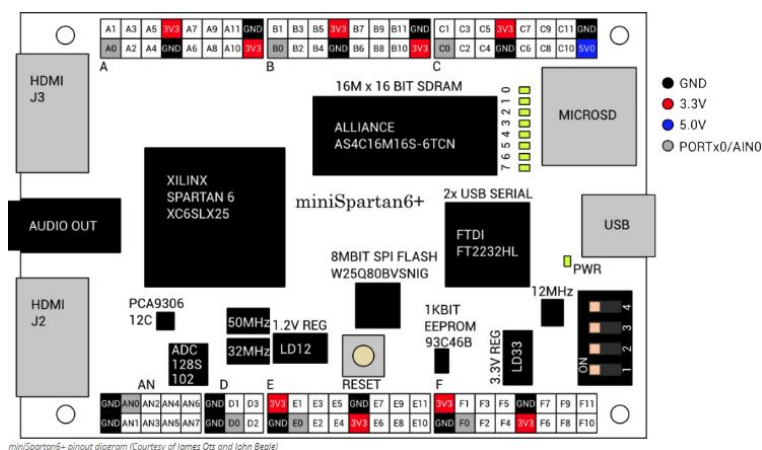 A1 A3 A5 3V3 A7 A9 A11 GND B1 B3 B5 3V3 B7 B9 B11 GND C1 C3 C5 3V3 C7 C9 C11 GND
A0 A2 A4 GND A6 A8 A10 3V3 B0 B2 B4 GND B6 B8 B10 3V3 C0 C2 C4 GND C6 C8 C10 5V0
A B C
HDMI
J3
16M x 16 BIT SDRAM
ALLIANCE
AS4C16M16S-6TCN
0
1
2
3
4
5
6
7
MICROSD
GND
3.3V
5.0V
PORTx0/AIN0
XILINX
SPARTAN 6
XC6SLX25
miniSpartan6+
2x USB SERIAL
FTDI
FT2232HL
AUDIO OUT
USB
PWR
8MBIT SPI FLASH
W25Q80BVSNIG
HDMI
J2
PCA9306
12C
50MHz
32MHz
1.2V REG
LD12
ADC
128S
102
1KBIT
EEPROM
93C46B
12MHz
3.3V REG
LD33
ON
4
3
2
1
AN D E RESET F
GND AN0 AN2 AN4 AN6 GND D1 D3 3V3 E1 E3 E5 GND E7 E9 E11 3V3 F1 F3 F5 GND F7 F9 F11
GND AN1 AN3 AN5 AN7 GND D0 D2 GND E0 E2 E4 3V3 E6 E8 E10 GND F0 F2 F4 3V3 F6 F8 F10
miniSpartan6+ pinout diagram (Courtesy of James Ots and John Beale)